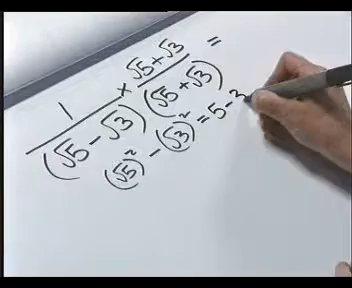 1 × √5 + √3 =
(√5 - √3) (√5 + √3)
(√5)² - (√3)² = 5 - 3